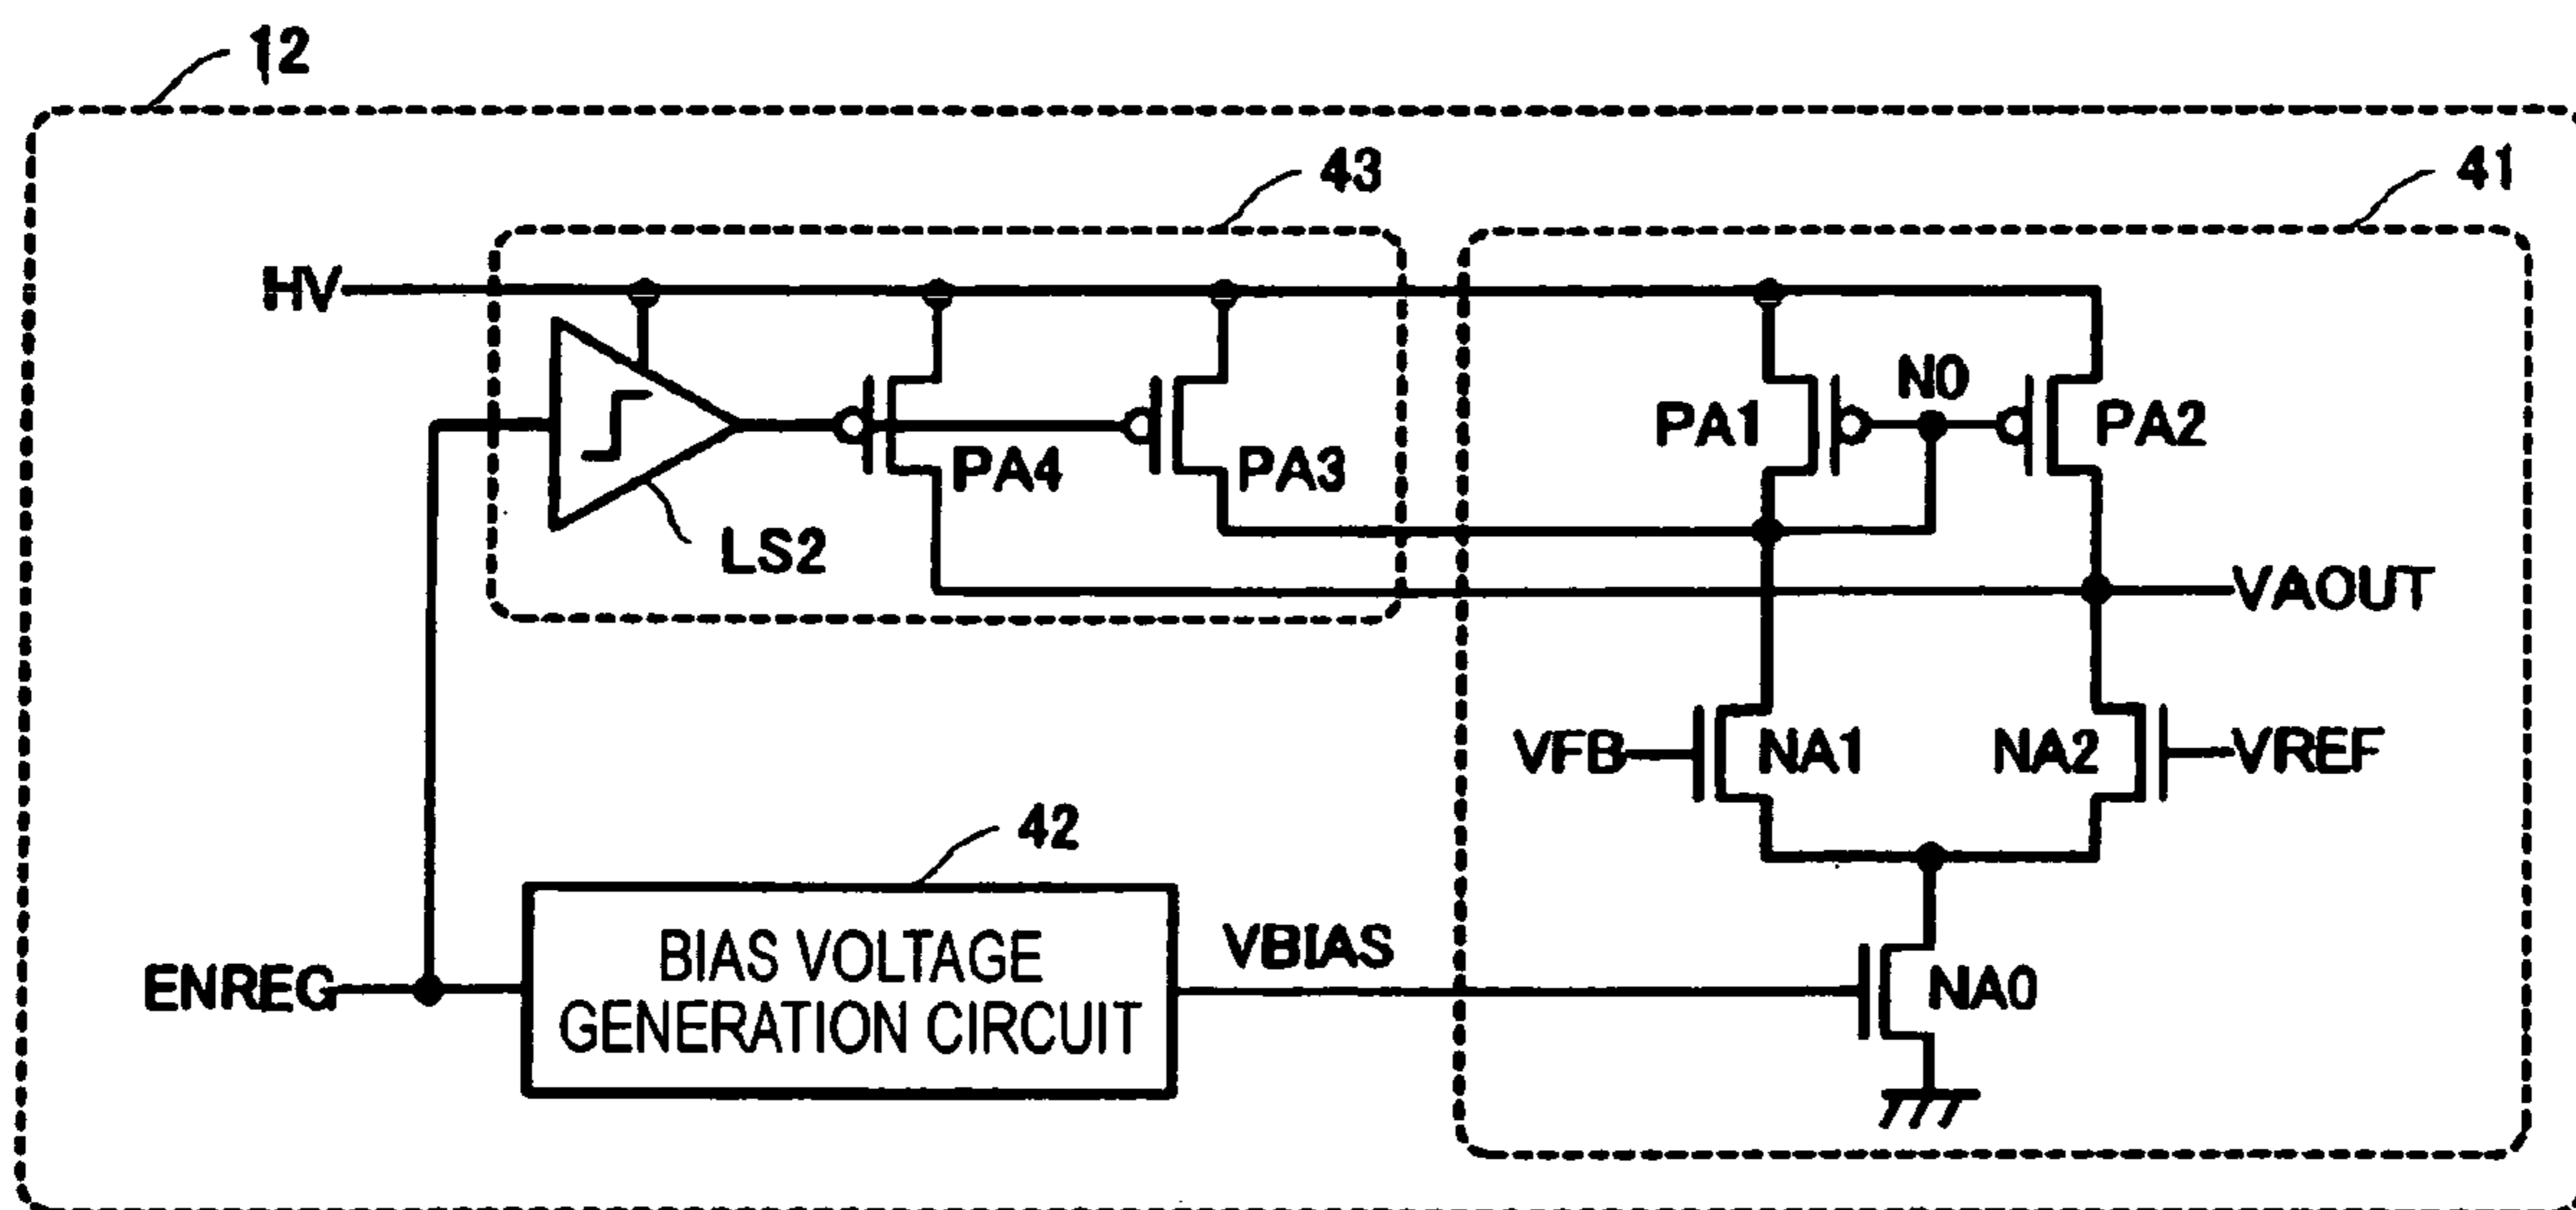 12
43
41
HV
N0
PA1
PA2
PA4
PA3
LS2
VAOUT
VFB
NA1
NA2
VREF
42
BIAS VOLTAGE
GENERATION CIRCUIT
VBIAS
ENREG
NA0